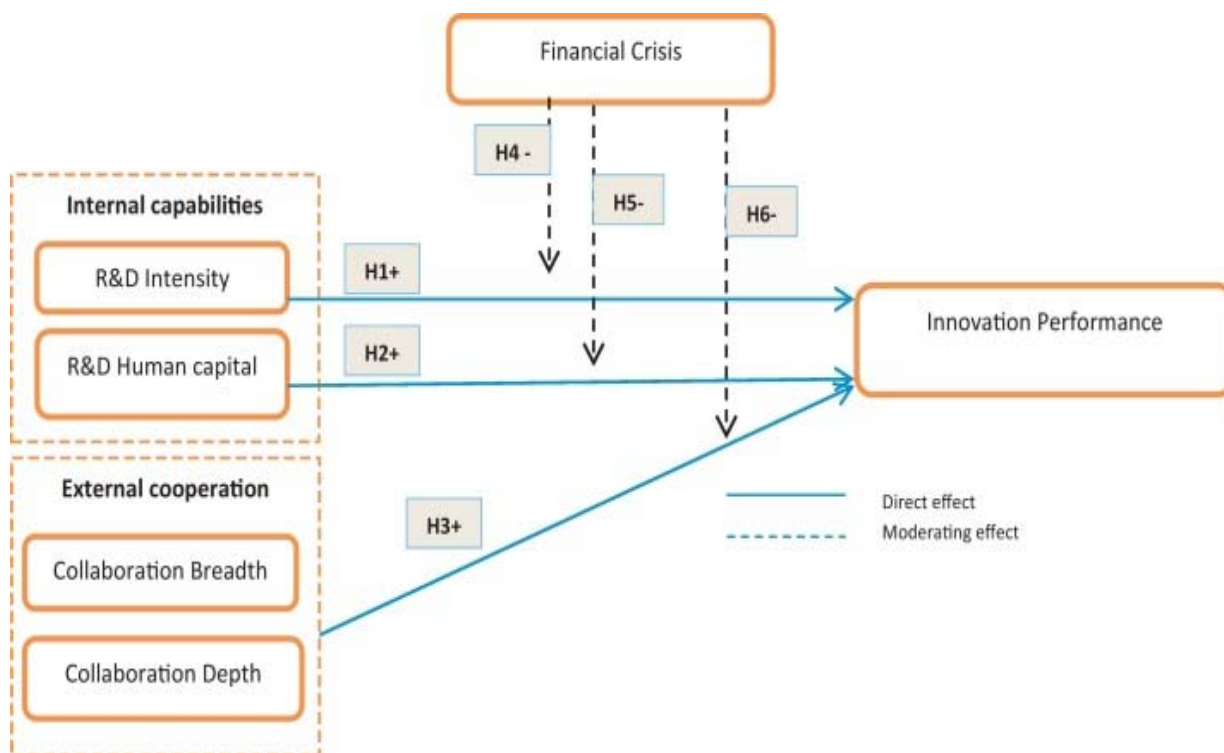 Financial Crisis
H4 -
H5-
H6-
Internal capabilities
R&D Intensity
H1+
R&D Human capital
H2+
Innovation Performance
External cooperation
Collaboration Breadth
H3+
Collaboration Depth
Direct effect
Moderating effect